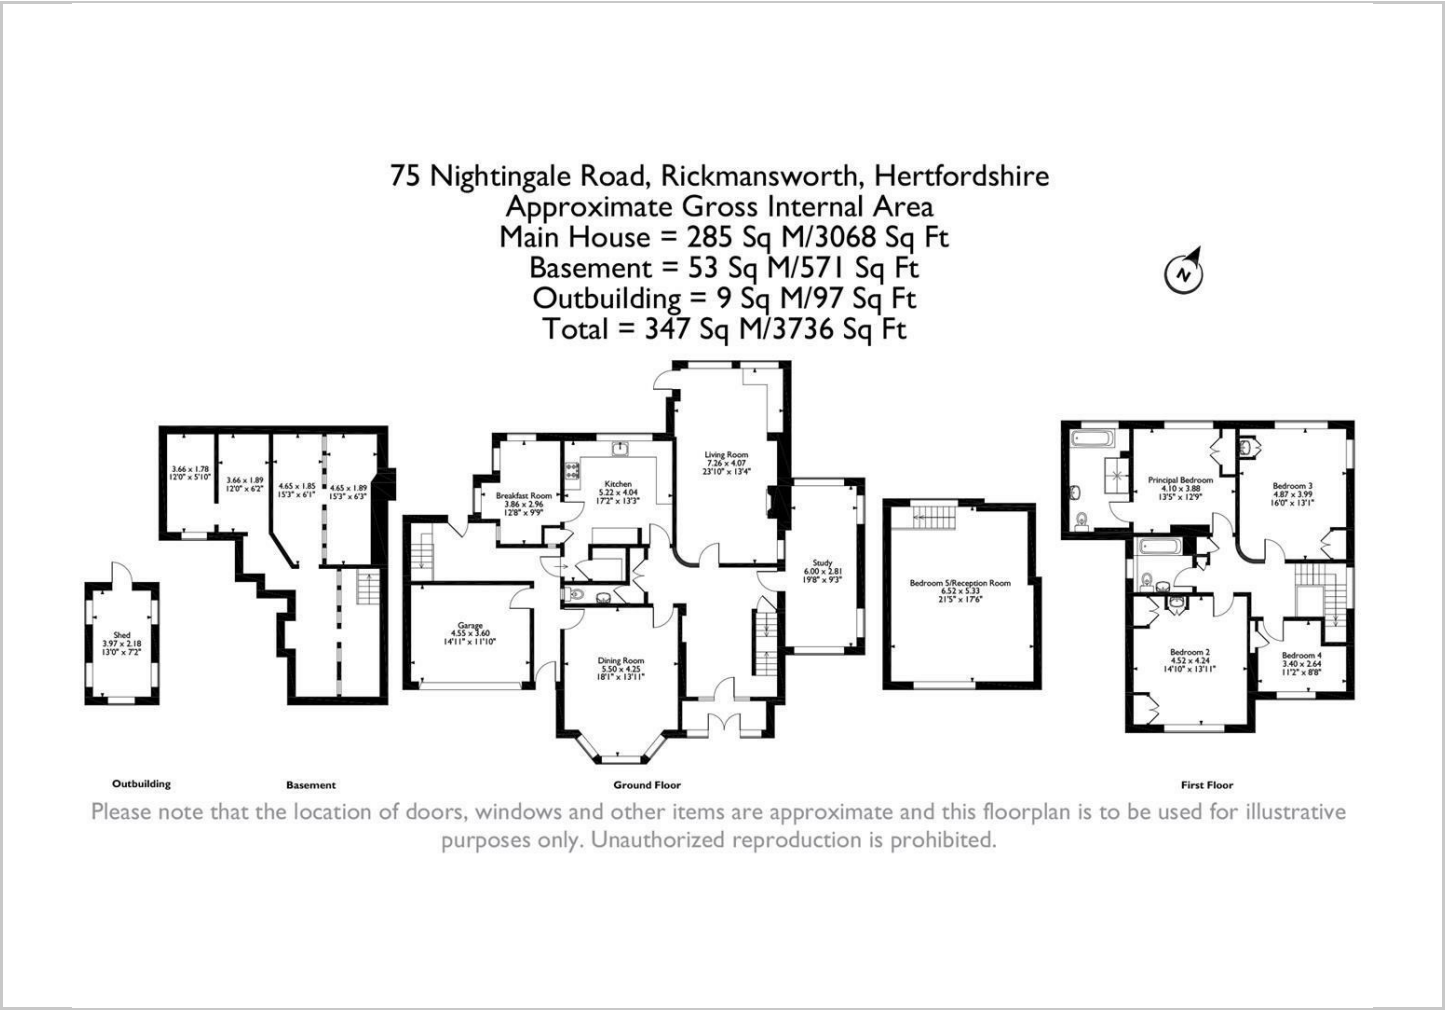 75 Nightingale Road, Rickmansworth, Hertfordshire
Approximate Gross Internal Area
Main House = 285 Sq M/3068 Sq Ft
Basement = 53 Sq M/571 Sq Ft
Outbuilding = 9 Sq M/97 Sq Ft
Total = 347 Sq M/3736 Sq Ft
N
Shed
3.97 x 2.18
13'0" x 7'2"
Outbuilding
3.66 x 1.78
12'0" x 5'10"
3.66 x 1.89
12'0" x 6'2"
4.65 x 1.85
15'3" x 6'1"
4.65 x 1.89
15'3" x 6'3"
Basement
Living Room
7.26 x 4.07
23'10" x 13'4"
Kitchen
5.22 x 4.04
17'2" x 13'3"
Breakfast Room
3.86 x 2.96
12'8" x 9'9"
Study
6.00 x 2.81
19'8" x 9'3"
Garage
4.55 x 3.60
14'11" x 11'10"
Dining Room
5.50 x 4.25
18'1" x 13'11"
Ground Floor
Bedroom 5/Reception Room
6.52 x 5.33
21'5" x 17'6"
Principal Bedroom
4.10 x 3.88
13'5" x 12'9"
Bedroom 3
4.87 x 3.99
16'0" x 13'1"
Bedroom 2
4.52 x 4.24
14'10" x 13'11"
Bedroom 4
3.40 x 2.64
11'2" x 8'8"
First Floor
Please note that the location of doors, windows and other items are approximate and this floorplan is to be used for illustrative
purposes only. Unauthorized reproduction is prohibited.